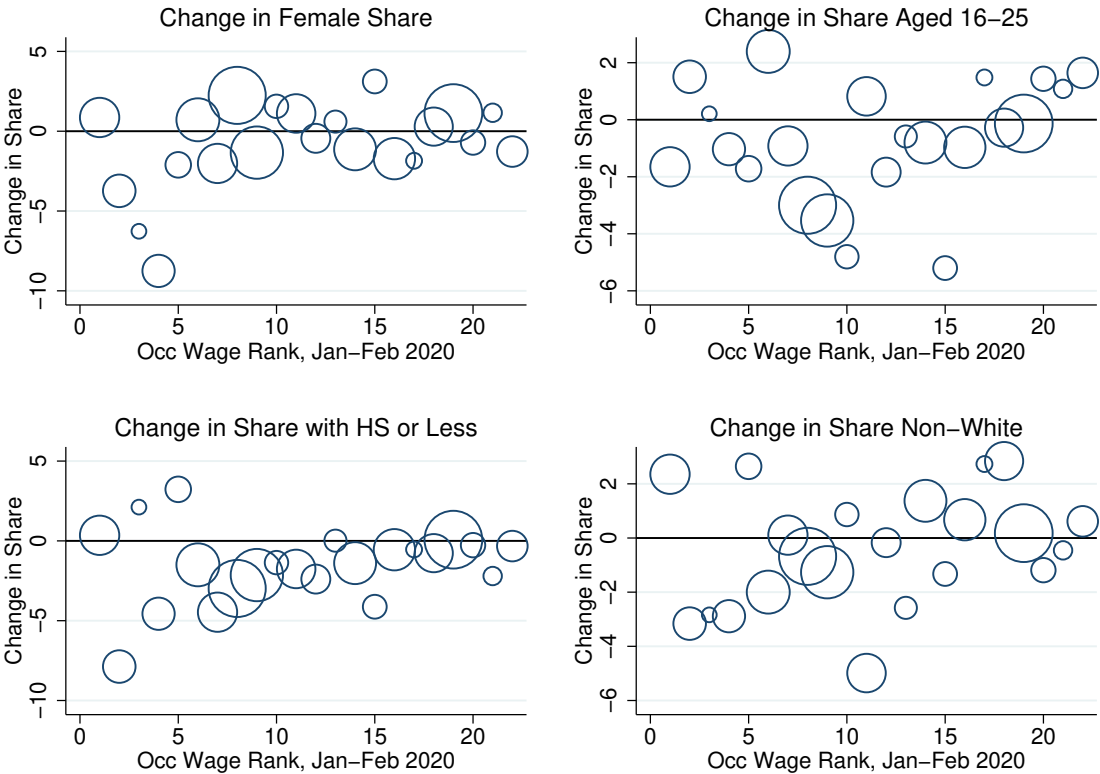 Change in Female Share
Change in Share
5
0
−5
−10
0 5 10 15 20
Occ Wage Rank, Jan−Feb 2020
Change in Share Aged 16−25
Change in Share
2
0
−2
−4
−6
0 5 10 15 20
Occ Wage Rank, Jan−Feb 2020
Change in Share with HS or Less
Change in Share
5
0
−5
−10
0 5 10 15 20
Occ Wage Rank, Jan−Feb 2020
Change in Share Non−White
Change in Share
2
0
−2
−4
−6
0 5 10 15 20
Occ Wage Rank, Jan−Feb 2020